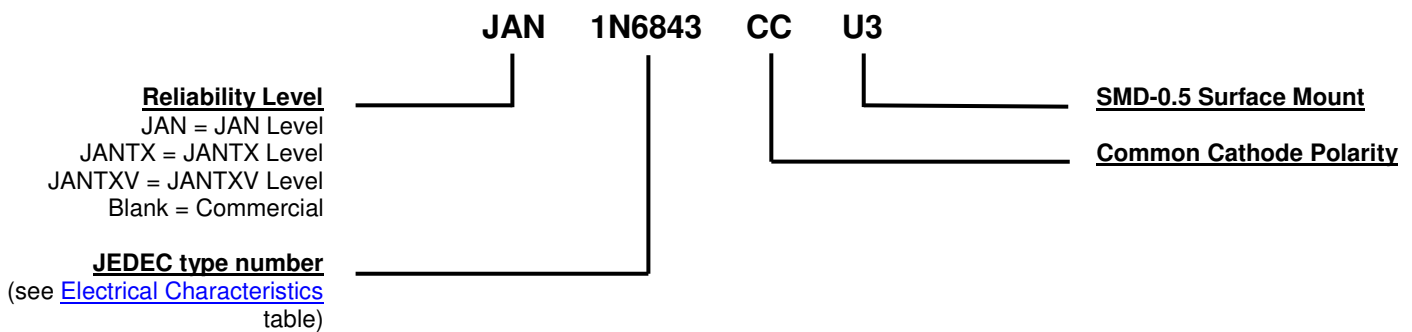 JAN 1N6843 CC U3
Reliability Level
JAN = JAN Level
JANTX = JANTX Level
JANTXV = JANTXV Level
Blank = Commercial
JEDEC type number
(see Electrical Characteristics
table)
SMD-0.5 Surface Mount
Common Cathode Polarity